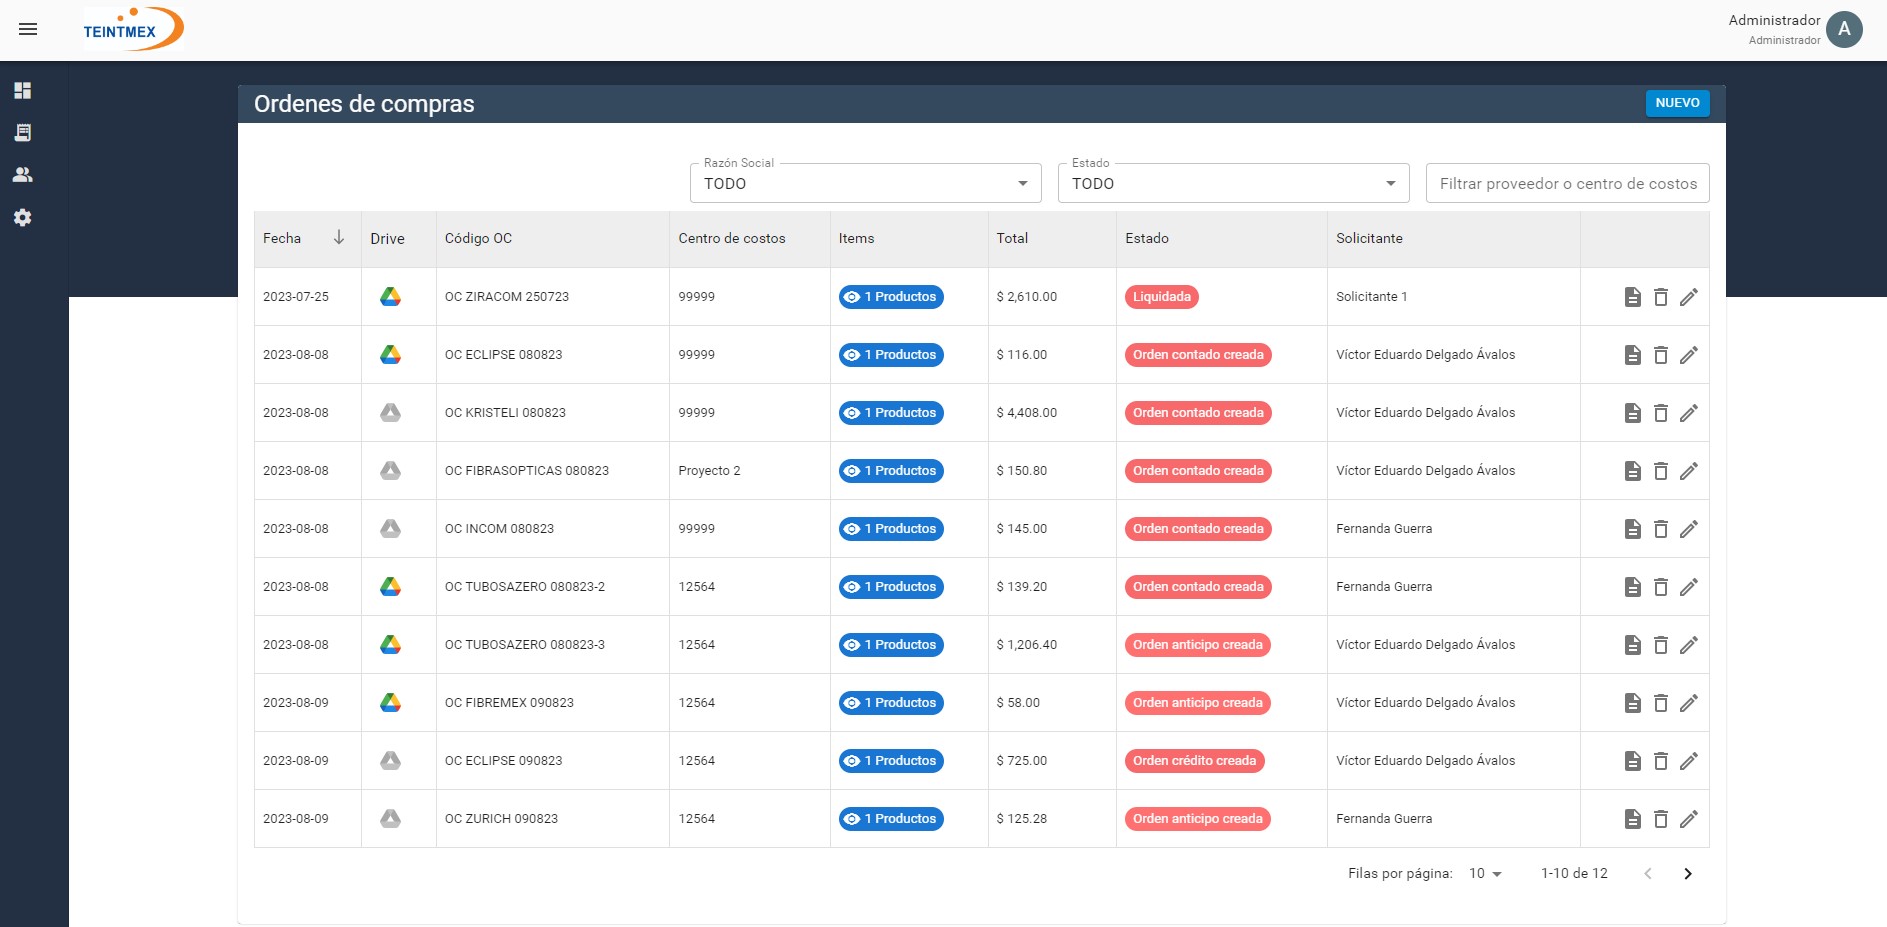 TEINTMEX
Administrador
Administrador
A
Ordenes de compras
NUEVO
Razón Social
TODO
Estado
TODO
Filtrar proveedor o centro de costos
Fecha Drive Código OC Centro de costos Items Total Estado Solicitante
2023-07-25 OC ZIRACOM 250723 99999 1 Productos $ 2,610.00 Liquidada Solicitante 1
2023-08-08 OC ECLIPSE 080823 99999 1 Productos $ 116.00 Orden contado creada Víctor Eduardo Delgado Ávalos
2023-08-08 OC KRISTELI 080823 99999 1 Productos $ 4,408.00 Orden contado creada Víctor Eduardo Delgado Ávalos
2023-08-08 OC FIBRASOPTICAS 080823 Proyecto 2 1 Productos $ 150.80 Orden contado creada Víctor Eduardo Delgado Ávalos
2023-08-08 OC INCOM 080823 99999 1 Productos $ 145.00 Orden contado creada Fernanda Guerra
2023-08-08 OC TUBOSAZERO 080823-2 12564 1 Productos $ 139.20 Orden contado creada Fernanda Guerra
2023-08-08 OC TUBOSAZERO 080823-3 12564 1 Productos $ 1,206.40 Orden anticipo creada Víctor Eduardo Delgado Ávalos
2023-08-09 OC FIBREMEX 090823 12564 1 Productos $ 58.00 Orden anticipo creada Víctor Eduardo Delgado Ávalos
2023-08-09 OC ECLIPSE 090823 12564 1 Productos $ 725.00 Orden crédito creada Víctor Eduardo Delgado Ávalos
2023-08-09 OC ZURICH 090823 12564 1 Productos $ 125.28 Orden anticipo creada Fernanda Guerra
Filas por página: 10 1-10 de 12